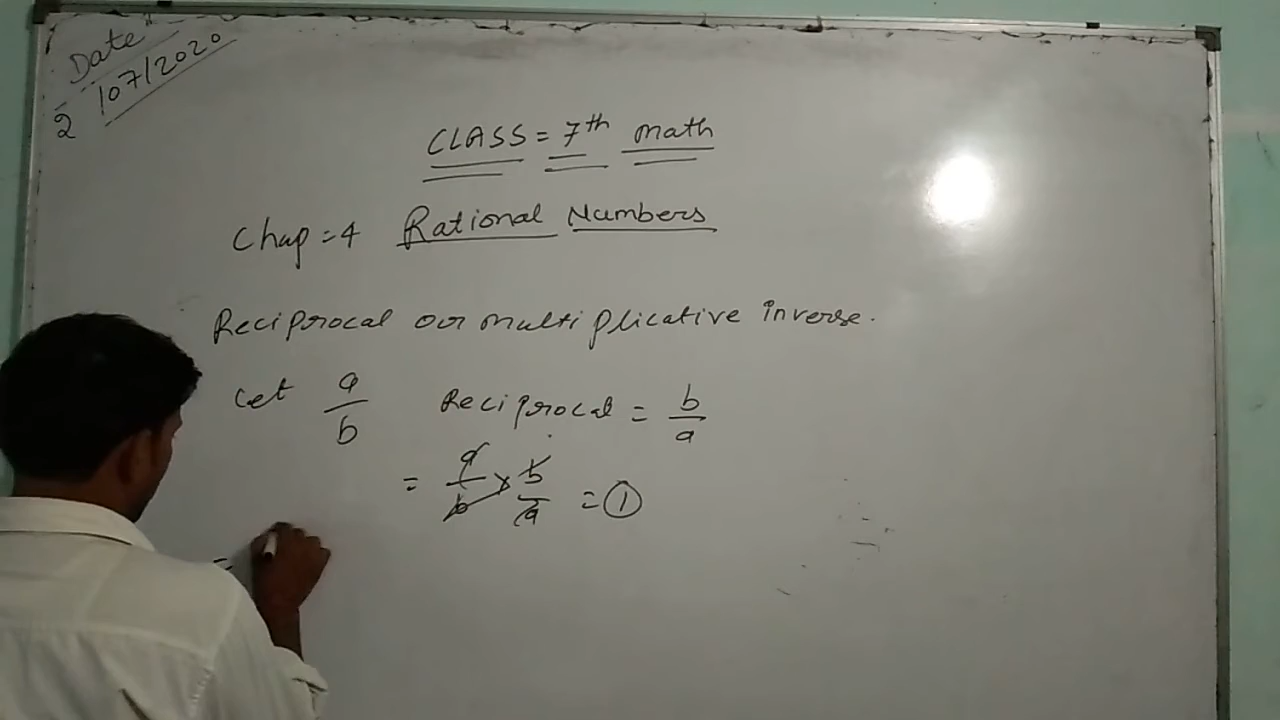 Date
2/07/2020
CLASS = 7th math
Chap = 4 Rational Numbers
Reciprocal or multiplicative inverse.
Let a/b Reciprocal = b/a
= a/b × b/a = 1
=